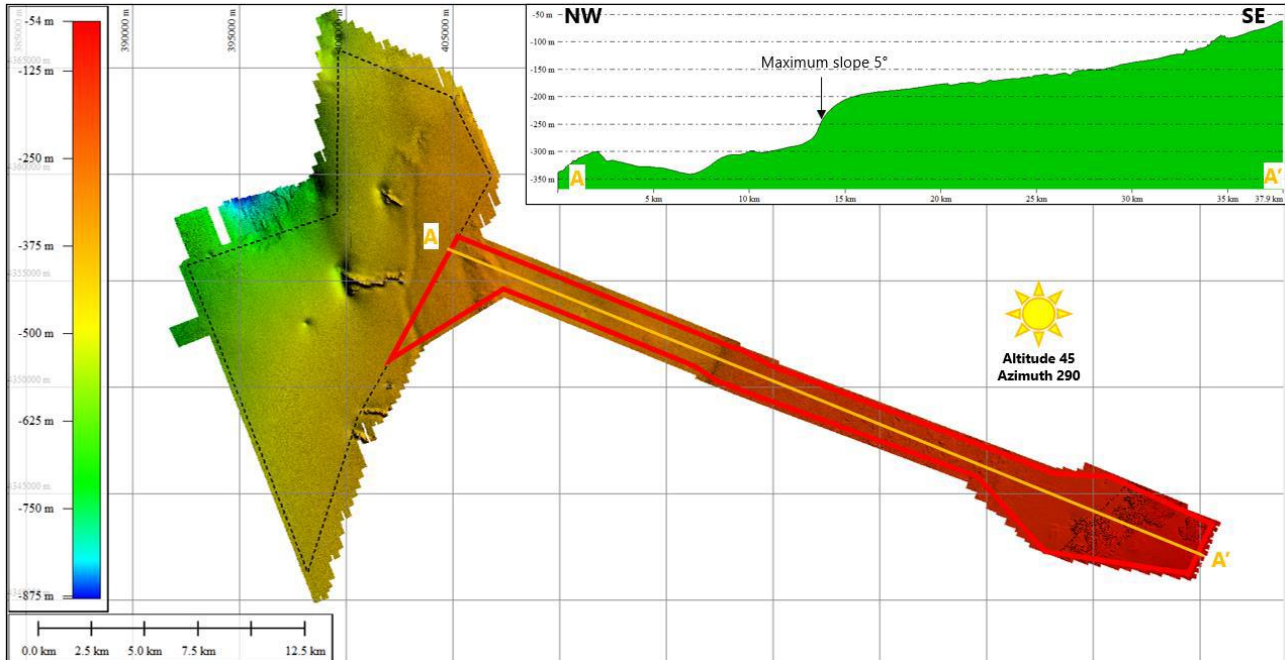 -54 m
-125 m
-250 m
-375 m
-500 m
-625 m
-750 m
-875 m
0.0 km 2.5 km 5.0 km 7.5 km 12.5 km
390000 395000 405000
A
A'
Altitude 45
Azimuth 290
NW SE
Maximum slope 5°
-50 m
-100 m
-150 m
-200 m
-250 m
-300 m
-350 m
A A'
5 km 10 km 15 km 20 km 25 km 30 km 35 km 37.9 km